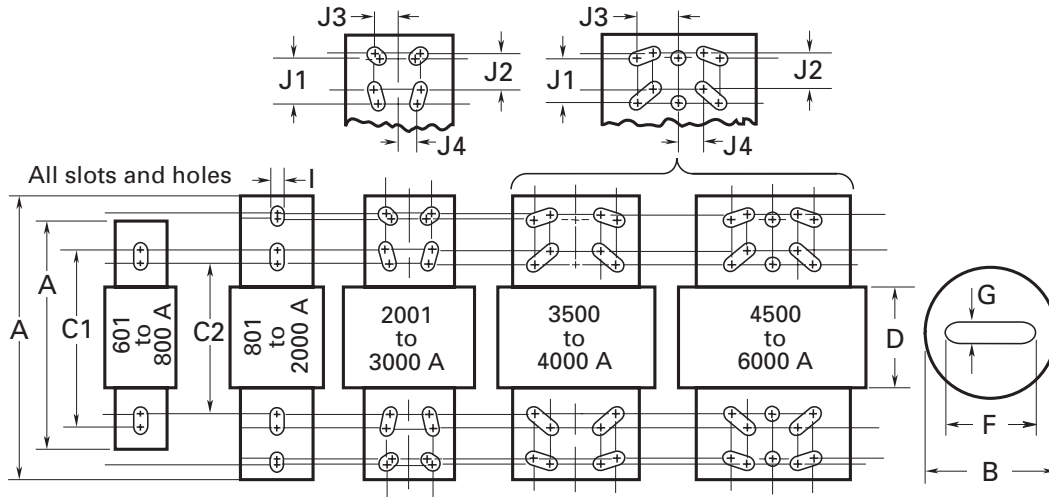 J3
J1
J2
J4
J3
J1
J2
J4
All slots and holes
I
A
A
C1
601
to
800 A
C2
801
to
2000 A
2001
to
3000 A
3500
to
4000 A
4500
to
6000 A
D
G
F
B